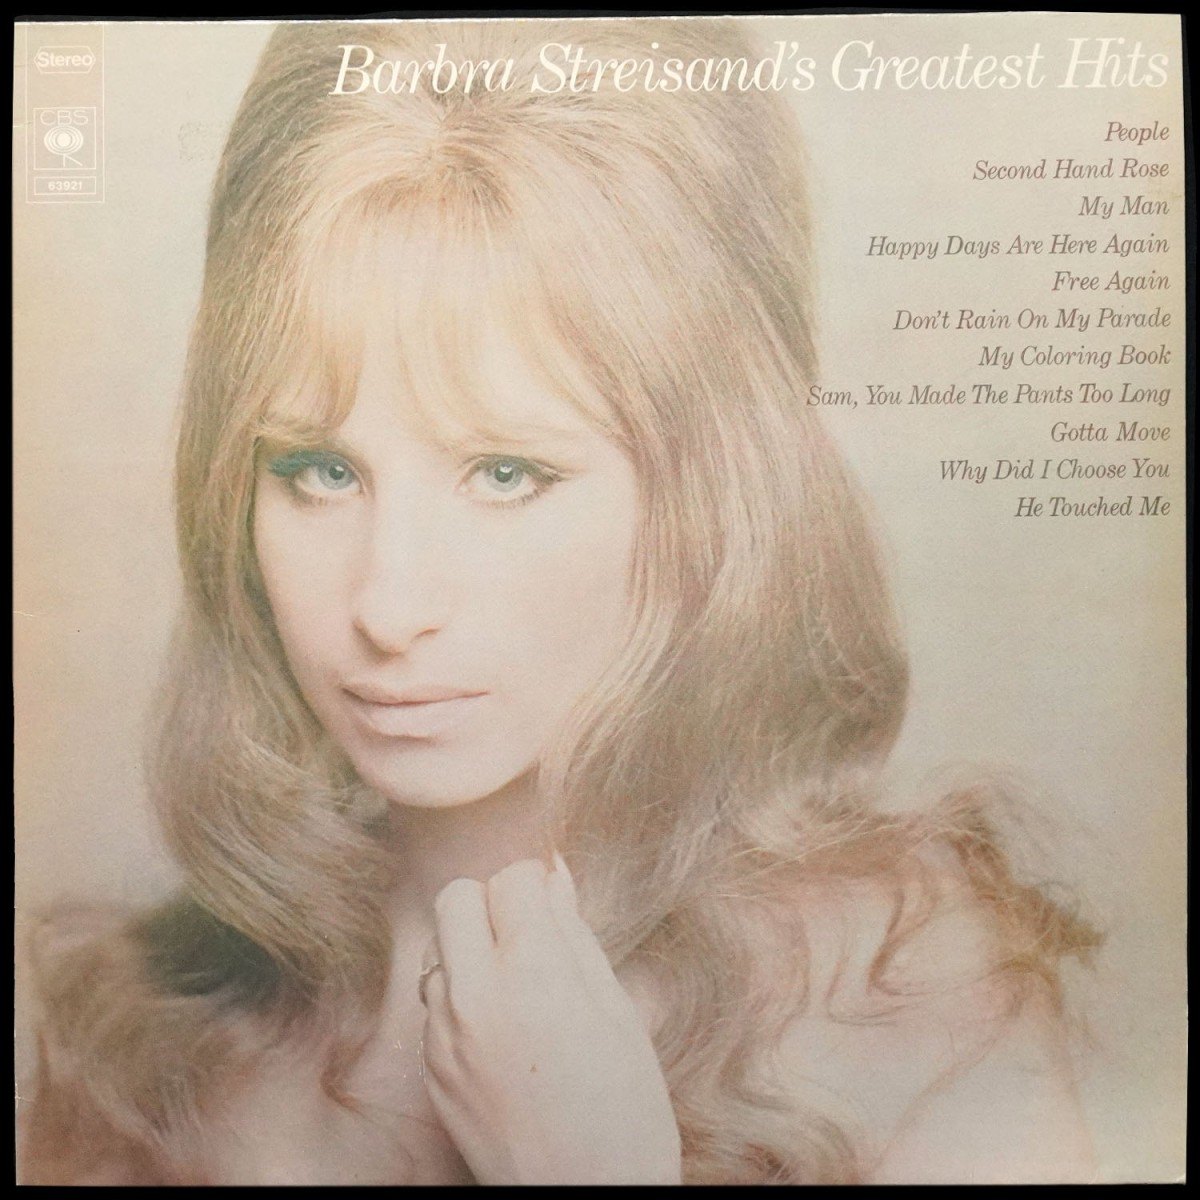 Barbra Streisand's Greatest Hits
Stereo
CBS
63921
People
Second Hand Rose
My Man
Happy Days Are Here Again
Free Again
Don't Rain On My Parade
My Coloring Book
Sam, You Made The Pants Too Long
Gotta Move
Why Did I Choose You
He Touched Me